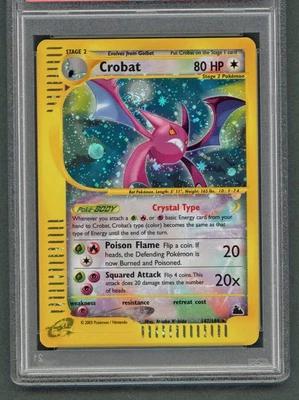 STAGE 2 Evolves from Golbat Put Crobat on the Stage 1 card
Crobat 80 HP
Stage 2 Pokémon
Bat Pokémon. Length: 5' 11", Weight: 165 lbs.
Poké-BODY Crystal Type
Whenever you attach a or basic Energy card from your
hand to Crobat, Crobat's type (color) becomes the same as that
type of Energy until the end of the turn.
Poison Flame Flip a coin. If
heads, the Defending Pokémon is
now Burned and Poisoned.
20
Squared Attack Flip 4 coins. This
attack does 20 damage times the number
of heads.
20x
weakness resistance retreat cost